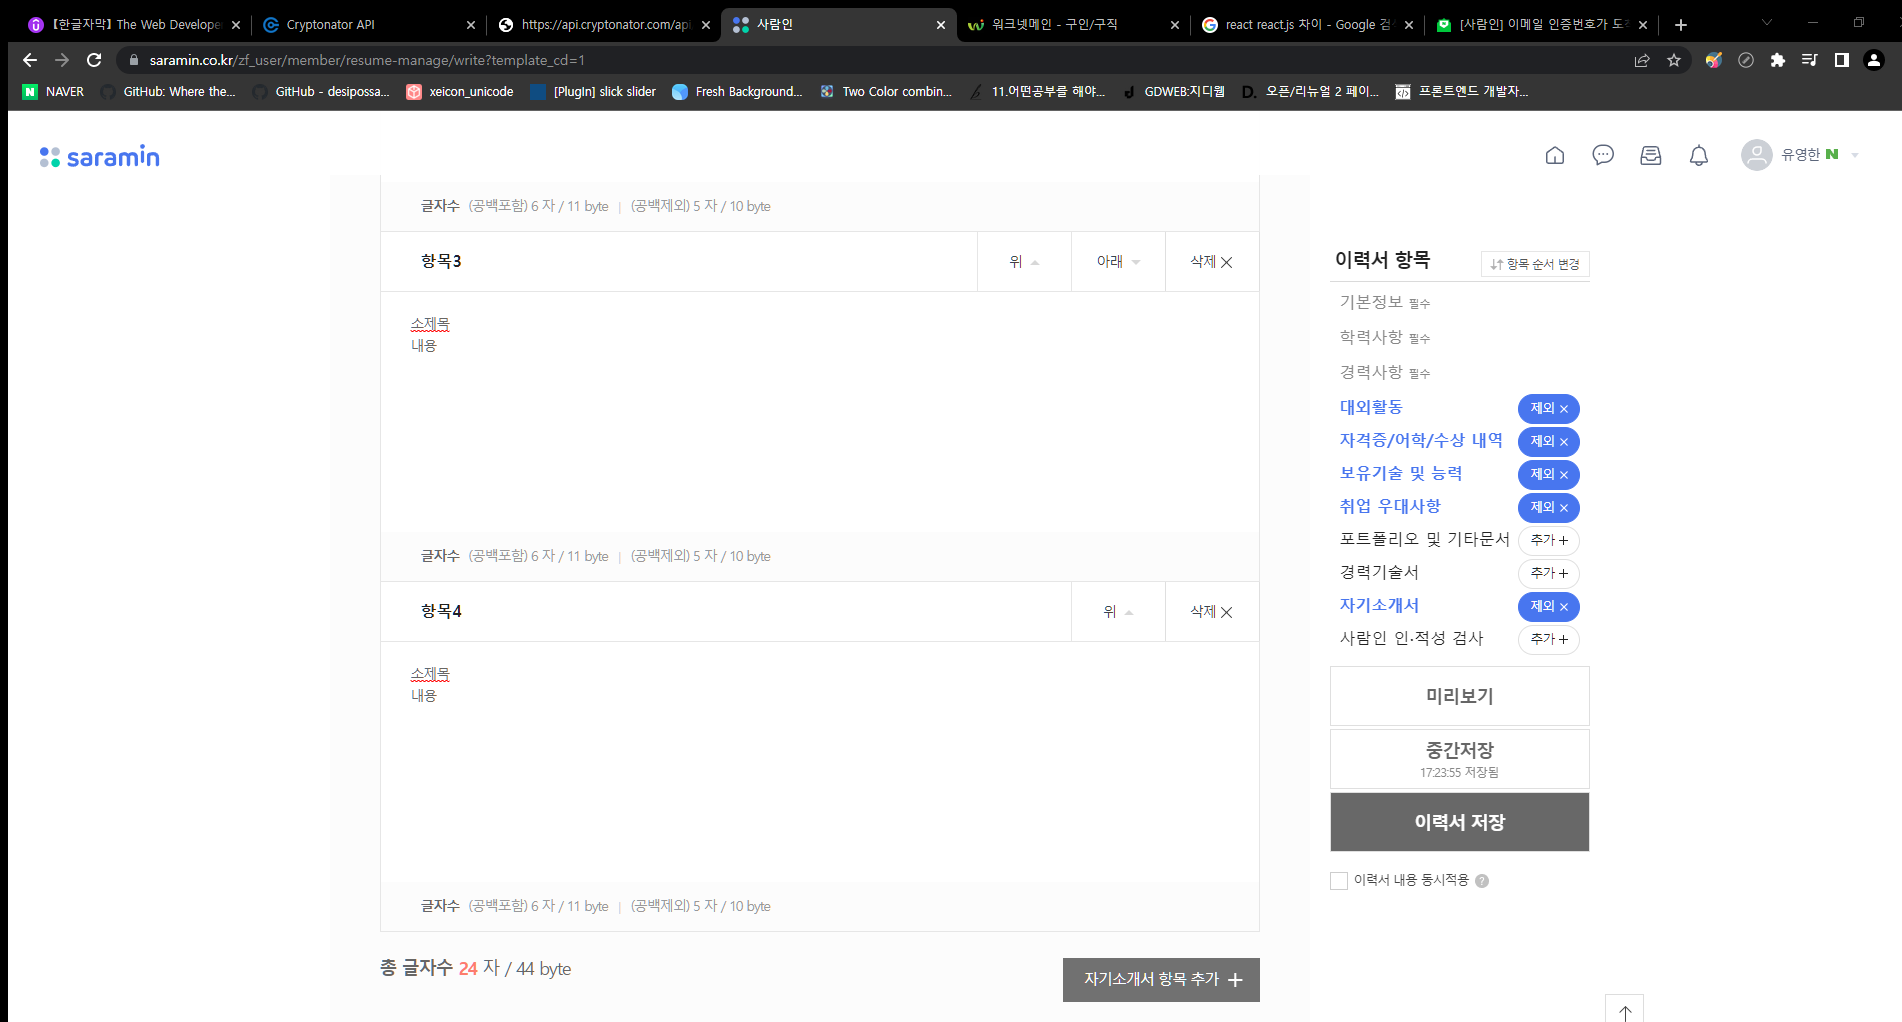 [한글자막] The Web Develope
Cryptonator API
https://api.cryptonator.com/api
사람인
워크넷메인 - 구인/구직
react react.js 차이 - Google 검
[사람인] 이메일 인증번호가 도
saramin.co.kr/zf_user/member/resume-manage/write?template_cd=1
NAVER
GitHub: Where the...
GitHub - desipossa...
xeicon_unicode
[PlugIn] slick slider
Fresh Background...
Two Color combin...
11.어떤공부를 해야...
GDWEB:지디웹
오픈/리뉴얼 2 페이...
프론트엔드 개발자...
saramin
유영한 N
글자수 (공백포함) 6 자 / 11 byte | (공백제외) 5 자 / 10 byte
항목3
위
아래
삭제
소제목
내용
글자수 (공백포함) 6 자 / 11 byte | (공백제외) 5 자 / 10 byte
항목4
위
삭제
소제목
내용
글자수 (공백포함) 6 자 / 11 byte | (공백제외) 5 자 / 10 byte
총 글자수 24 자 / 44 byte
자기소개서 항목 추가 +
이력서 항목
항목 순서 변경
기본정보 필수
학력사항 필수
경력사항 필수
대외활동 제외 ×
자격증/어학/수상 내역 제외 ×
보유기술 및 능력 제외 ×
취업 우대사항 제외 ×
포트폴리오 및 기타문서 추가 +
경력기술서 추가 +
자기소개서 제외 ×
사람인 인·적성 검사 추가 +
미리보기
중간저장
17:23:55 저장됨
이력서 저장
이력서 내용 동시적용 ?